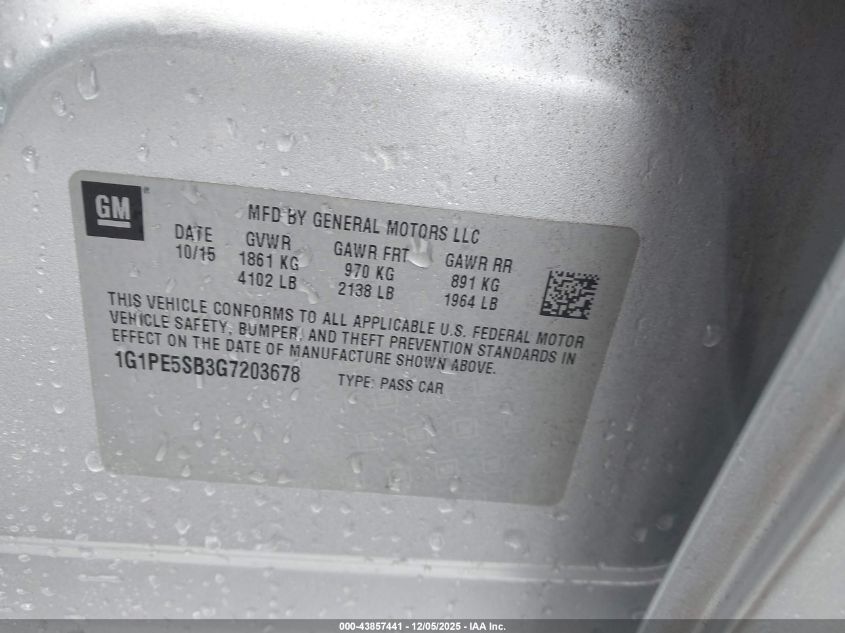 GM
MFD BY GENERAL MOTORS LLC
DATE GVWR GAWR FRT GAWR RR
10/15 1861 KG 970 KG 891 KG
4102 LB 2138 LB 1964 LB
THIS VEHICLE CONFORMS TO ALL APPLICABLE U.S. FEDERAL MOTOR
VEHICLE SAFETY, BUMPER, AND THEFT PREVENTION STANDARDS IN
EFFECT ON THE DATE OF MANUFACTURE SHOWN ABOVE.
1G1PE5SB3G7203678 TYPE: PASS CAR
000-43857441 - 12/05/2025 - IAA Inc.